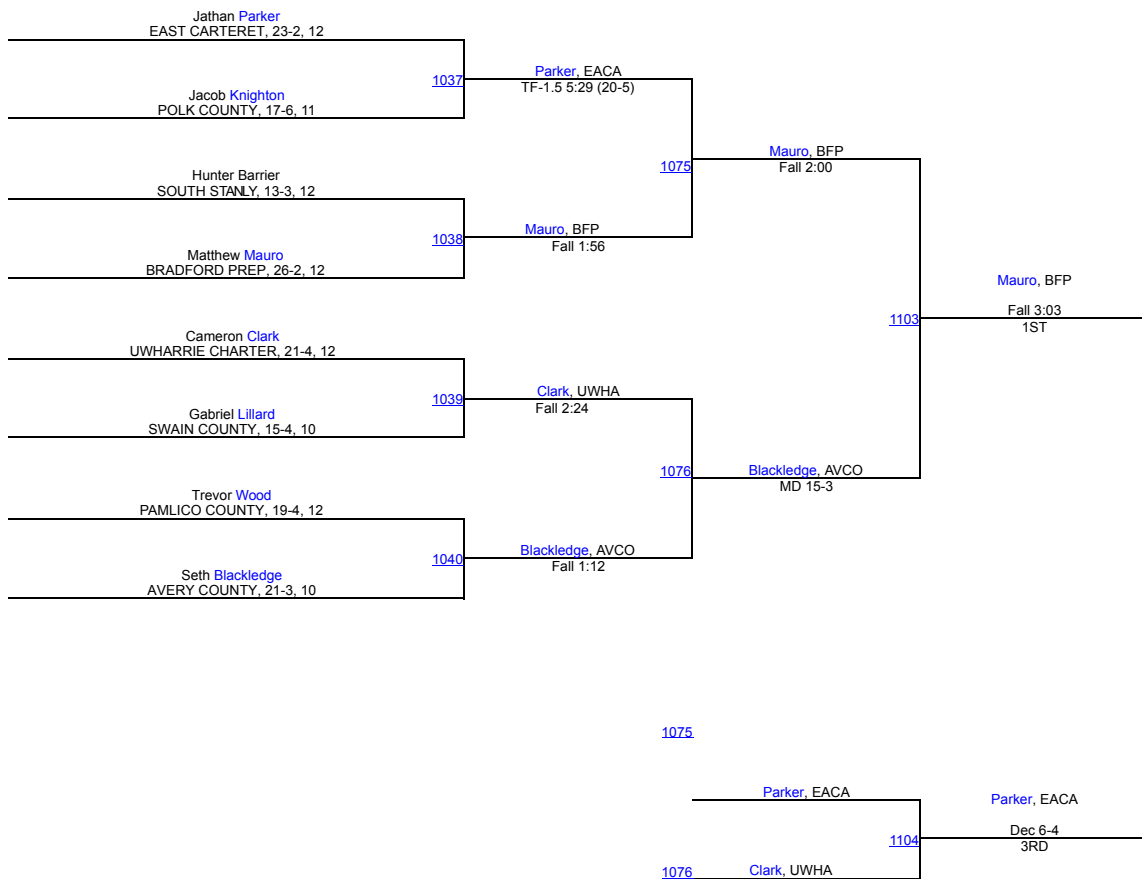 Jathan Parker
EAST CARTERET, 23-2, 12
1037
Jacob Knighton
POLK COUNTY, 17-6, 11
Parker, EACA
TF-1.5 5:29 (20-5)
1075
Hunter Barrier
SOUTH STANLY, 13-3, 12
1038
Matthew Mauro
BRADFORD PREP, 26-2, 12
Mauro, BFP
Fall 1:56
Mauro, BFP
Fall 2:00
1103
Cameron Clark
UWHARRIE CHARTER, 21-4, 12
1039
Gabriel Lillard
SWAIN COUNTY, 15-4, 10
Clark, UWHA
Fall 2:24
1076
Trevor Wood
PAMLICO COUNTY, 19-4, 12
1040
Seth Blackledge
AVERY COUNTY, 21-3, 10
Blackledge, AVCO
Fall 1:12
Blackledge, AVCO
MD 15-3
Mauro, BFP
Fall 3:03
1ST
1075
Parker, EACA
1104
1076
Clark, UWHA
Parker, EACA
Dec 6-4
3RD